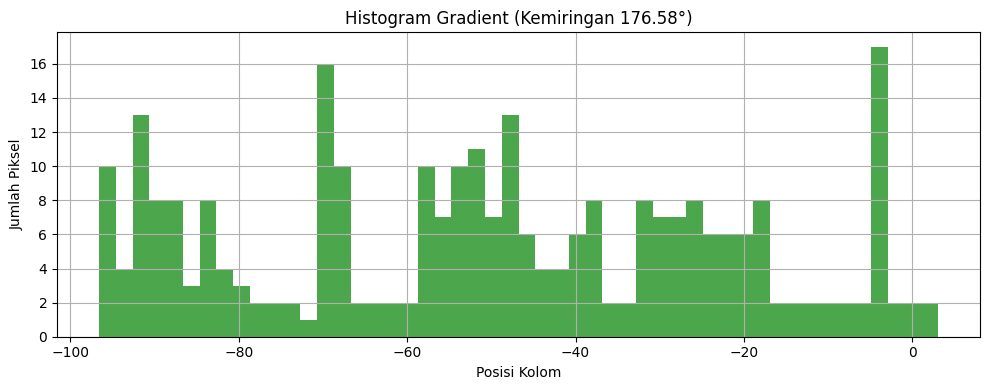 Histogram Gradient (Kemiringan 176.58°)
Jumlah Piksel
16
14
12
10
8
6
4
2
0
−100 −80 −60 −40 −20 0
Posisi Kolom